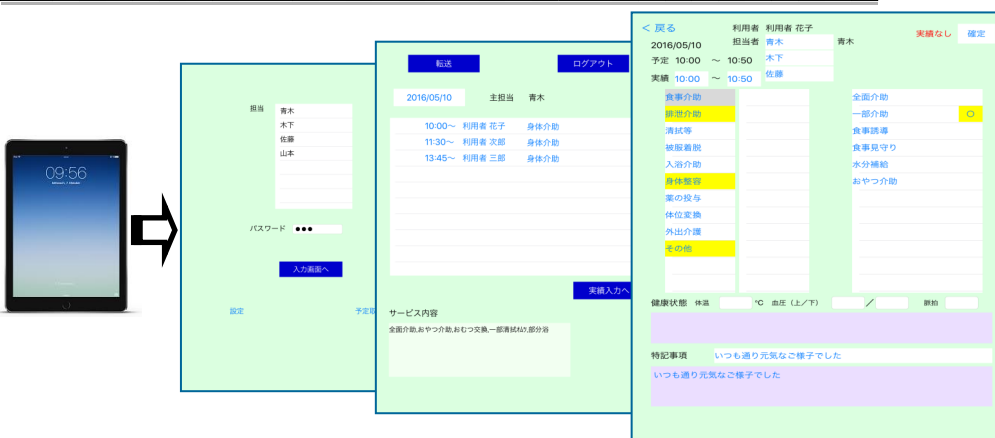 09:56
担当
青木
木下
佐藤
山本
パスワード ●●●
入力画面へ
設定
予定取
転送
ログアウト
2016/05/10 主担当 青木
10:00〜 利用者 花子 身体介助
11:30〜 利用者 次郎 身体介助
13:45〜 利用者 三郎 身体介助
実績入力へ
サービス内容
全面介助,おやつ介助,おむつ交換,一部清拭ｵﾑﾂ,部分浴
＜ 戻る 利用者 利用者 花子
実績なし 確定
2016/05/10 担当者 青木 青木
予定 10:00 〜 10:50 木下
実績 10:00 〜 10:50 佐藤
食事介助 全面介助
排泄介助 一部介助 〇
清拭等 食事誘導
被服着脱 食事見守り
入浴介助 水分補給
身体整容 おやつ介助
薬の投与
体位変換
外出介護
その他
健康状態 体温 ℃ 血圧（上／下） / 脈拍
特記事項 いつも通り元気なご様子でした
いつも通り元気なご様子でした